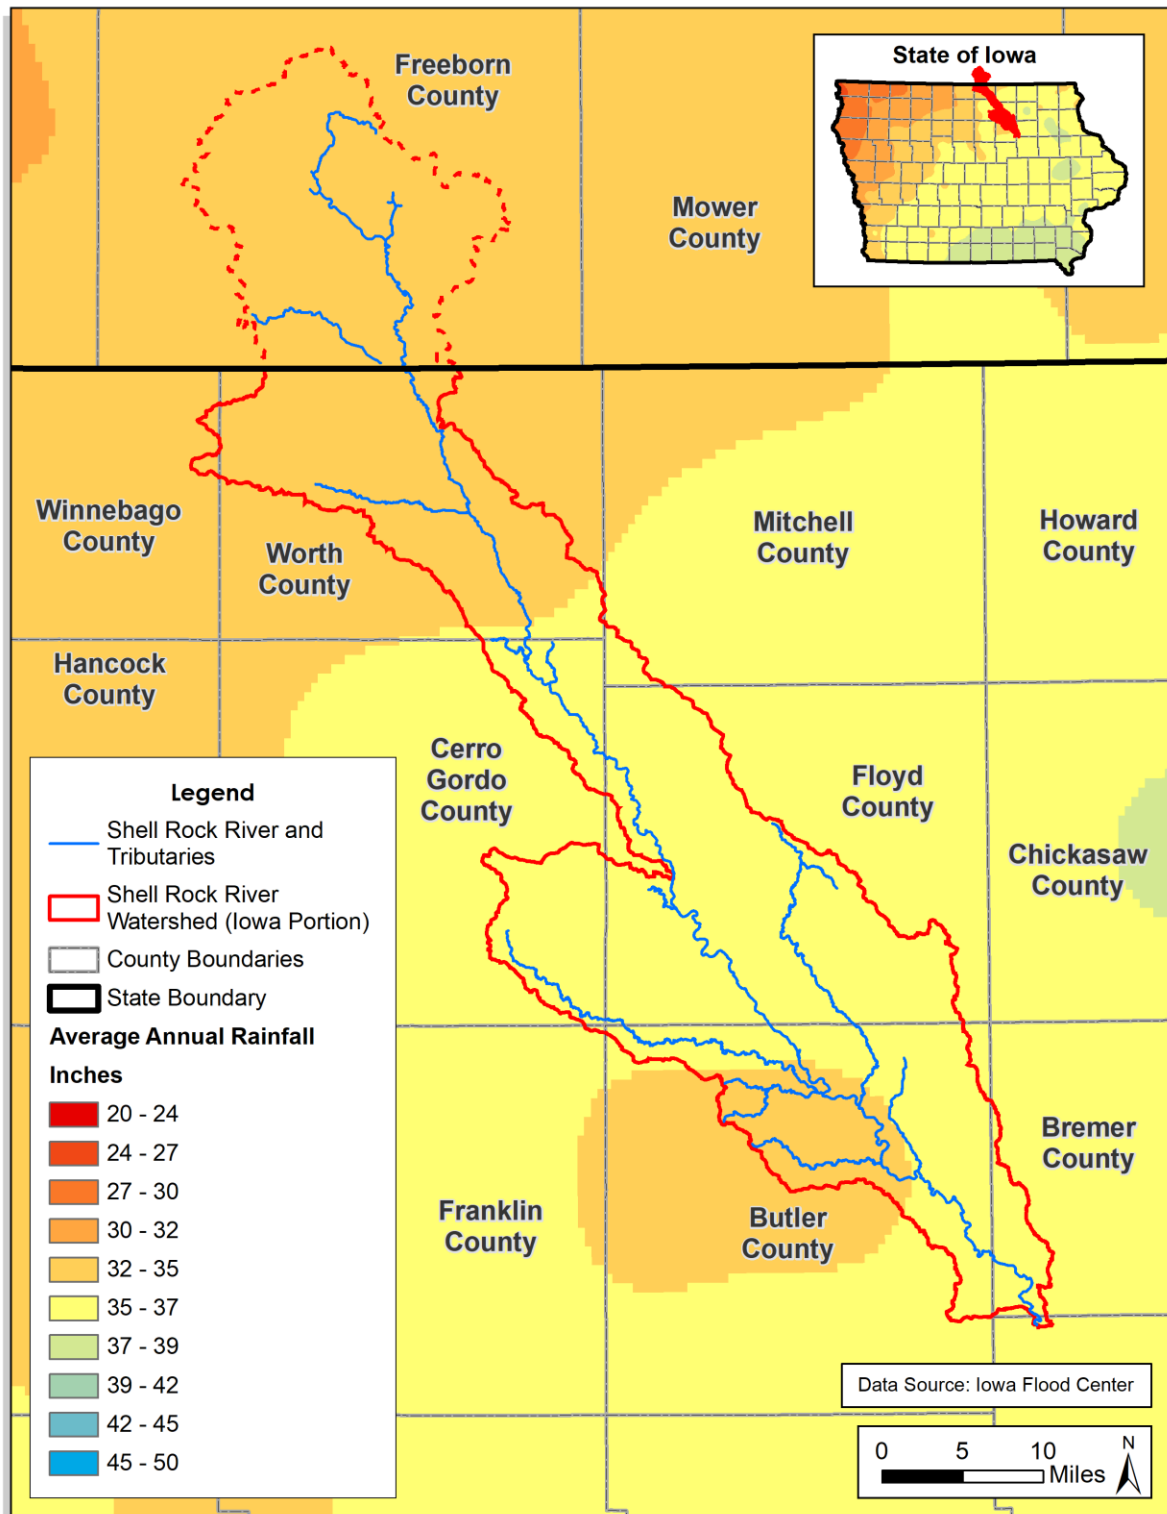 Freeborn
County
State of Iowa
Mower
County
Winnebago
County
Worth
County
Mitchell
County
Howard
County
Hancock
County
Cerro
Gordo
County
Floyd
County
Chickasaw
County
Franklin
County
Butler
County
Bremer
County
Legend
Shell Rock River and
Tributaries
Shell Rock River
Watershed (Iowa Portion)
County Boundaries
State Boundary
Average Annual Rainfall
Inches
20 - 24
24 - 27
27 - 30
30 - 32
32 - 35
35 - 37
37 - 39
39 - 42
42 - 45
45 - 50
Data Source: Iowa Flood Center
0 5 10
Miles
N